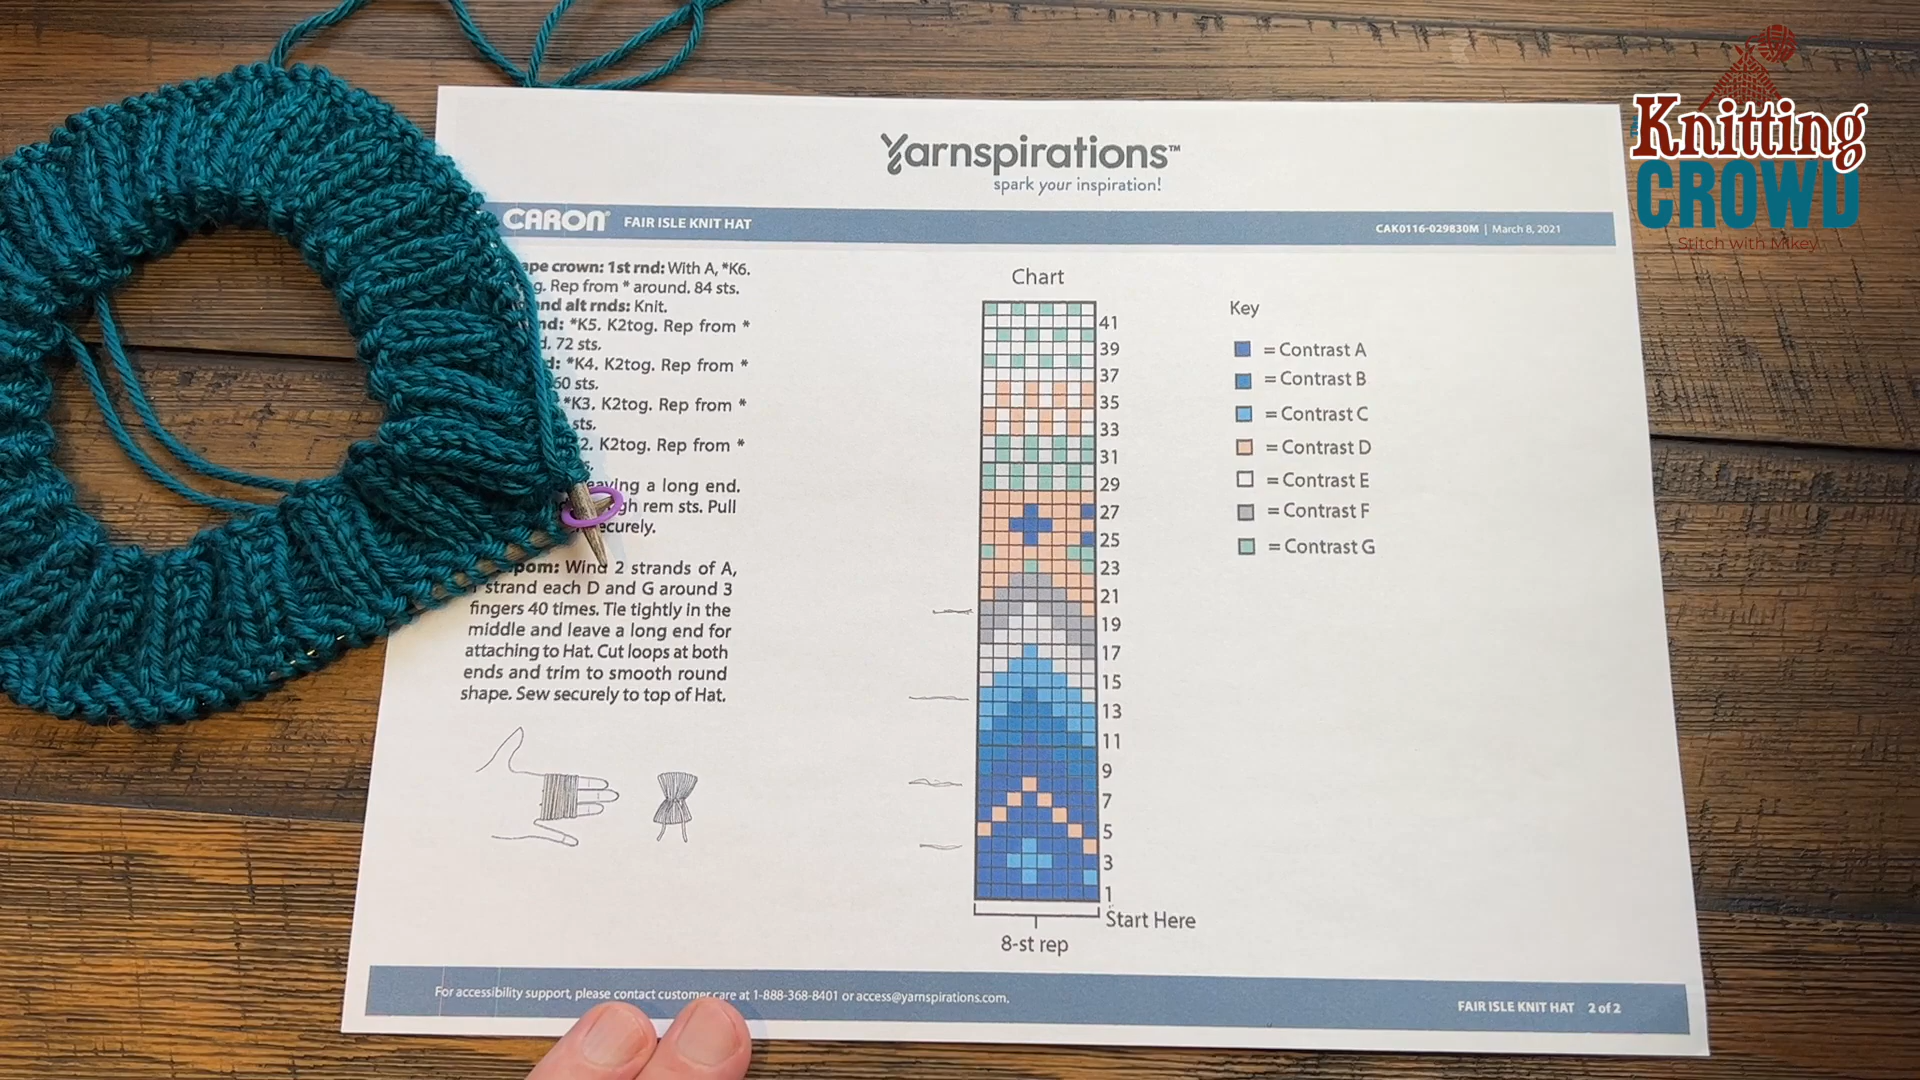 Yarnspirations™
spark your inspiration!
Knitting
CROWD
Stitch with Mikey
CARON® FAIR ISLE KNIT HAT
CAK0116-029830M | March 8, 2021
crown: 1st rnd: With A, *K6.
Rep from * around. 84 sts.
and alt rnds: Knit.
*K5. K2tog. Rep from *
72 sts.
*K4. K2tog. Rep from *
60 sts.
*K3. K2tog. Rep from *
sts.
K2tog. Rep from *
a long end.
rem sts. Pull
Wind 2 strands of A,
strand each D and G around 3
fingers 40 times. Tie tightly in the
middle and leave a long end for
attaching to Hat. Cut loops at both
ends and trim to smooth round
shape. Sew securely to top of Hat.
Chart
41
39
37
35
33
31
29
27
25
23
21
19
17
15
13
11
9
7
5
3
1
Start Here
8-st rep
Key
= Contrast A
= Contrast B
= Contrast C
= Contrast D
= Contrast E
= Contrast F
= Contrast G
For accessibility support, please contact customer care at 1-888-368-8401 or access@yarnspirations.com.
FAIR ISLE KNIT HAT 2 of 2